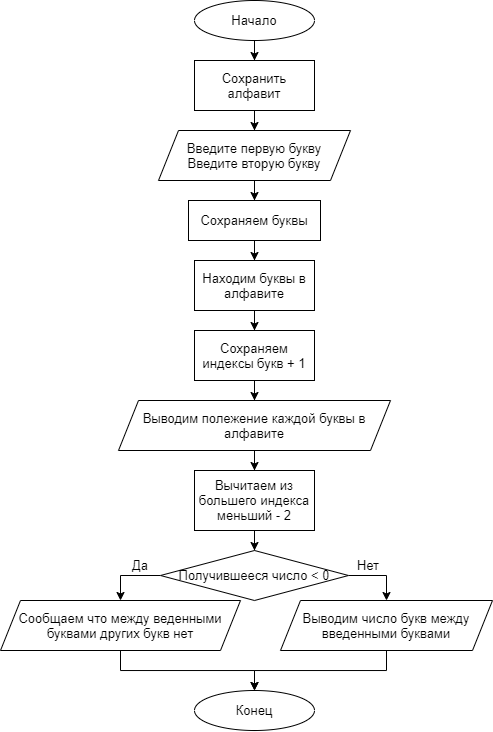 Начало
Сохранить
алфавит
Введите первую букву
Введите вторую букву
Сохраняем буквы
Находим буквы в
алфавите
Сохраняем
индексы букв + 1
Выводим полежение каждой буквы в
алфавите
Вычитаем из
большего индекса
меньший - 2
Да
Получившееся число < 0
Нет
Сообщаем что между веденными
буквами других букв нет
Выводим число букв между
введенными буквами
Конец